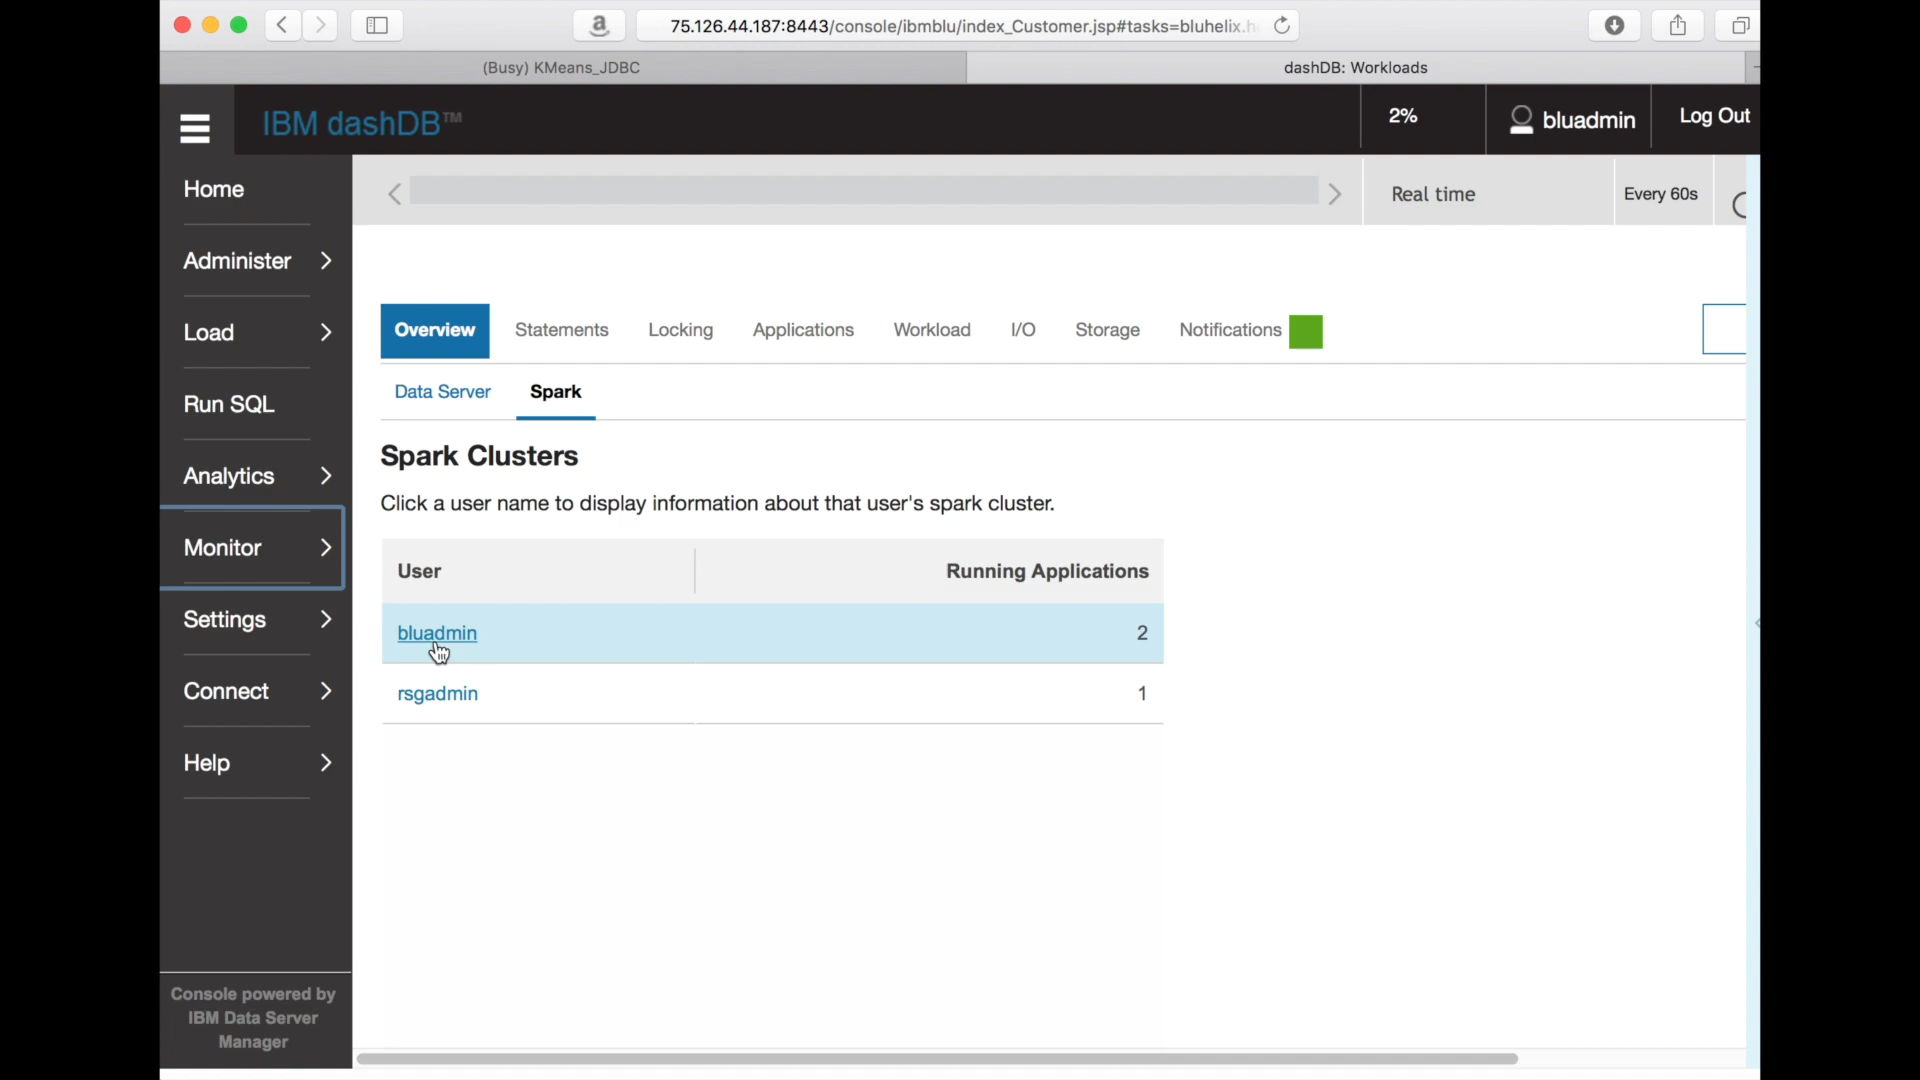 75.126.44.187:8443/console/ibmblu/index_Customer.jsp#tasks=bluhelix.h
(Busy) KMeans_JDBC
dashDB: Workloads
IBM dashDB™
2%
bluadmin
Log Out
Home
Administer
Load
Run SQL
Analytics
Monitor
Settings
Connect
Help
Console powered by
IBM Data Server
Manager
Real time
Every 60s
Overview
Statements
Locking
Applications
Workload
I/O
Storage
Notifications
Data Server
Spark
Spark Clusters
Click a user name to display information about that user's spark cluster.
User
Running Applications
bluadmin
2
rsgadmin
1